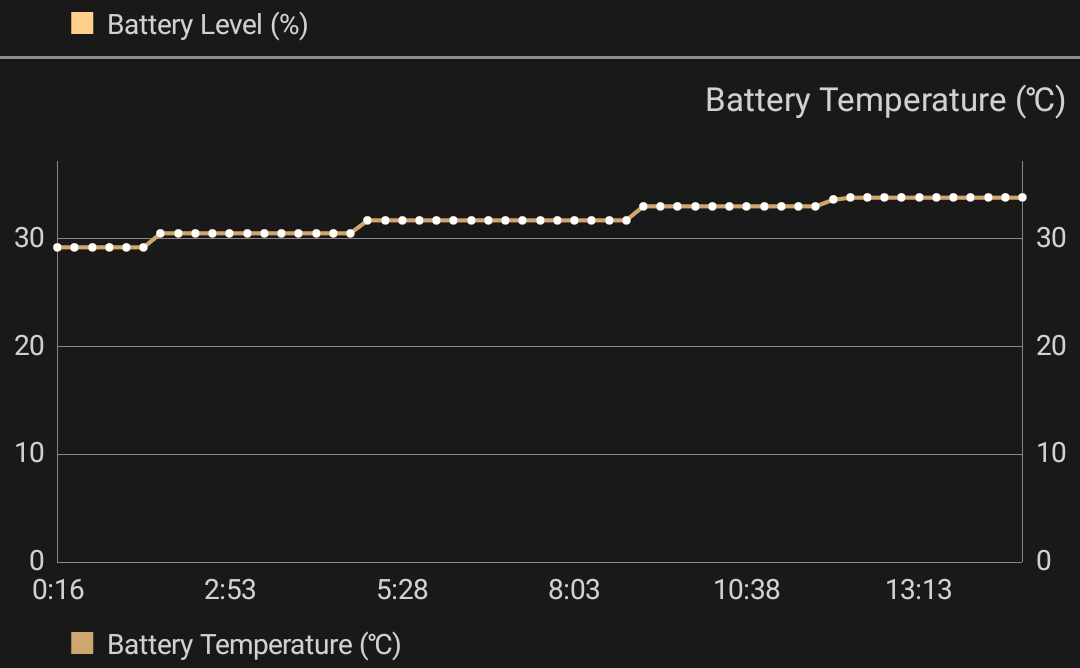 Battery Level (%)
Battery Temperature (℃)
30 30
20 20
10 10
0 0
0:16 2:53 5:28 8:03 10:38 13:13
Battery Temperature (℃)